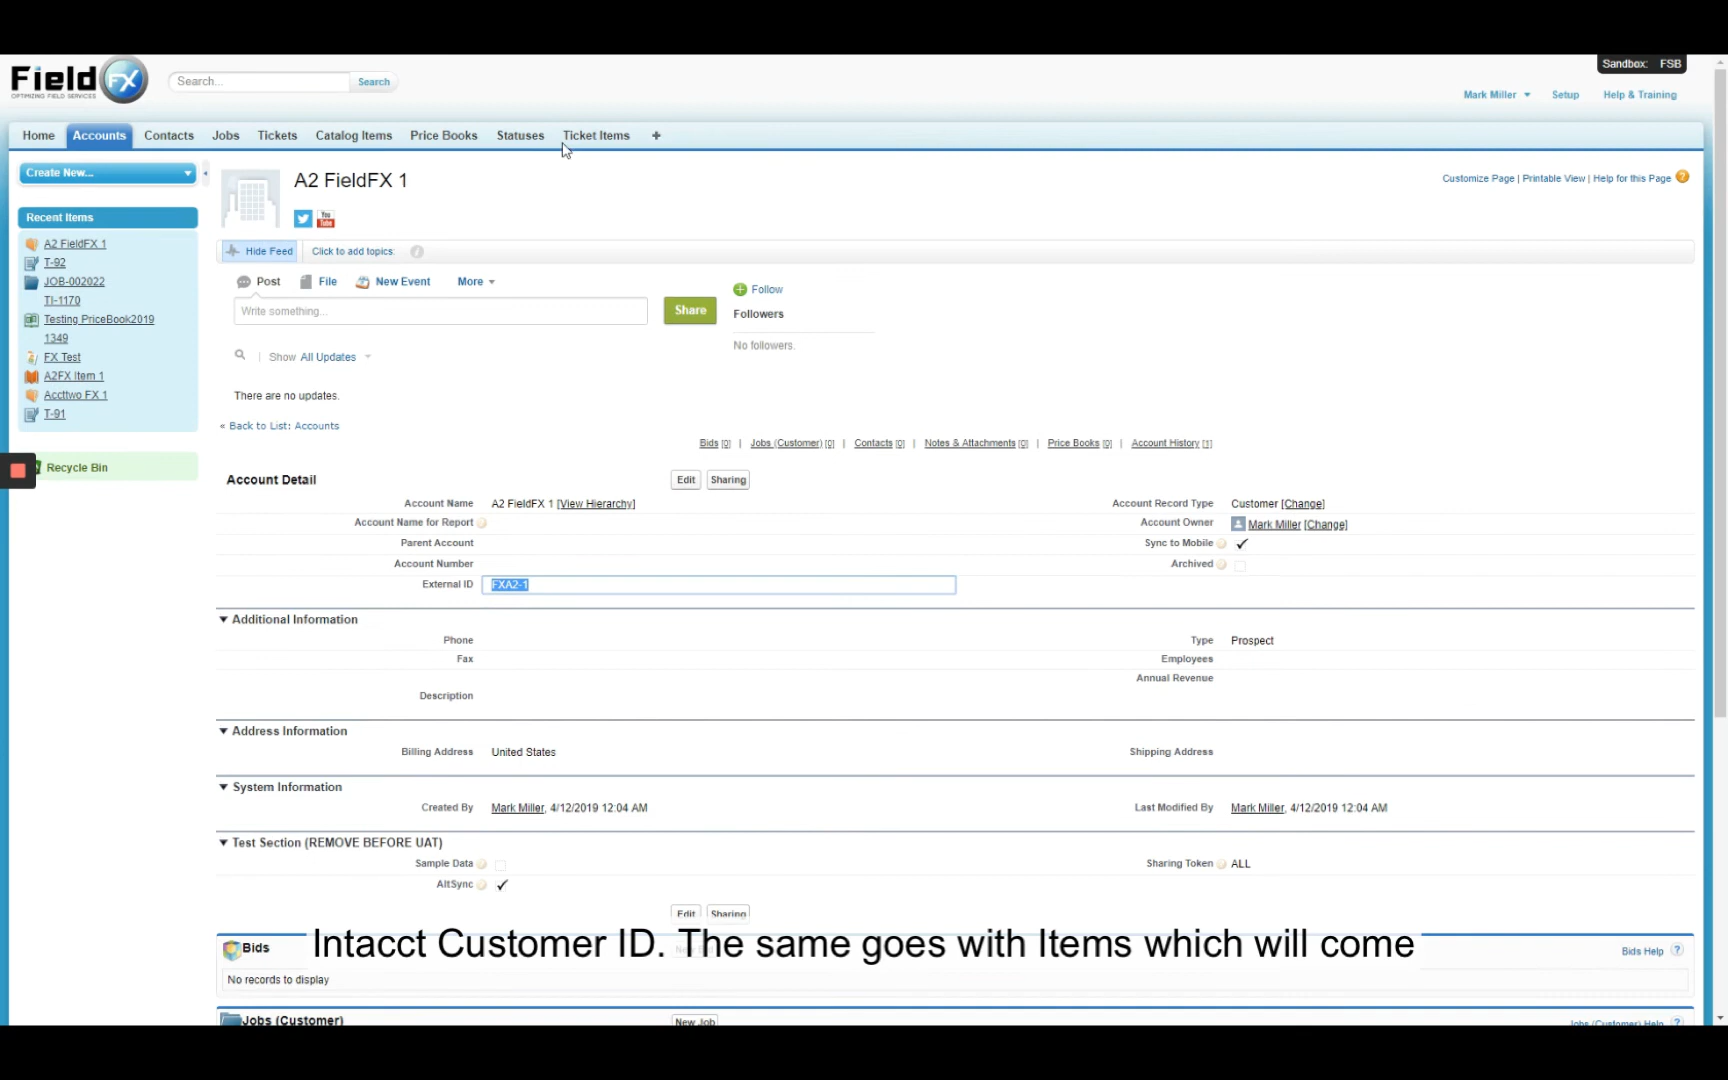 Sandbox: FSB
Field FX
OPTIMIZING FIELD SERVICES
Search...
Search
Mark Miller
Setup
Help & Training
Home
Accounts
Contacts
Jobs
Tickets
Catalog Items
Price Books
Statuses
Ticket Items
+
Create New...
Recent Items
A2 FieldFX 1
T-92
JOB-002022
TI-1170
Testing PriceBook2019
1349
FX Test
A2FX Item 1
Accttwo FX 1
T-91
Recycle Bin
A2 FieldFX 1
You Tube
Customize Page | Printable View | Help for this Page ?
Hide Feed
Click to add topics:
Post
File
New Event
More
Write something...
Share
Follow
Followers
No followers.
Show All Updates
There are no updates.
« Back to List: Accounts
Bids [0] | Jobs (Customer) [0] | Contacts [0] | Notes & Attachments [0] | Price Books [0] | Account History [1]
Account Detail
Edit
Sharing
Account Name A2 FieldFX 1 [View Hierarchy]
Account Record Type Customer [Change]
Account Name for Report
Account Owner Mark Miller [Change]
Parent Account
Sync to Mobile
Account Number
Archived
External ID FXA2-1
Additional Information
Phone
Type Prospect
Fax
Employees
Annual Revenue
Description
Address Information
Billing Address United States
Shipping Address
System Information
Created By Mark Miller, 4/12/2019 12:04 AM
Last Modified By Mark Miller, 4/12/2019 12:04 AM
Test Section (REMOVE BEFORE UAT)
Sample Data
Sharing Token ALL
AltSync
Edit
Sharing
Bids
Intacct Customer ID. The same goes with Items which will come
Bids Help ?
No records to display
Jobs (Customer)
New Job
Jobs (Customer) Help ?